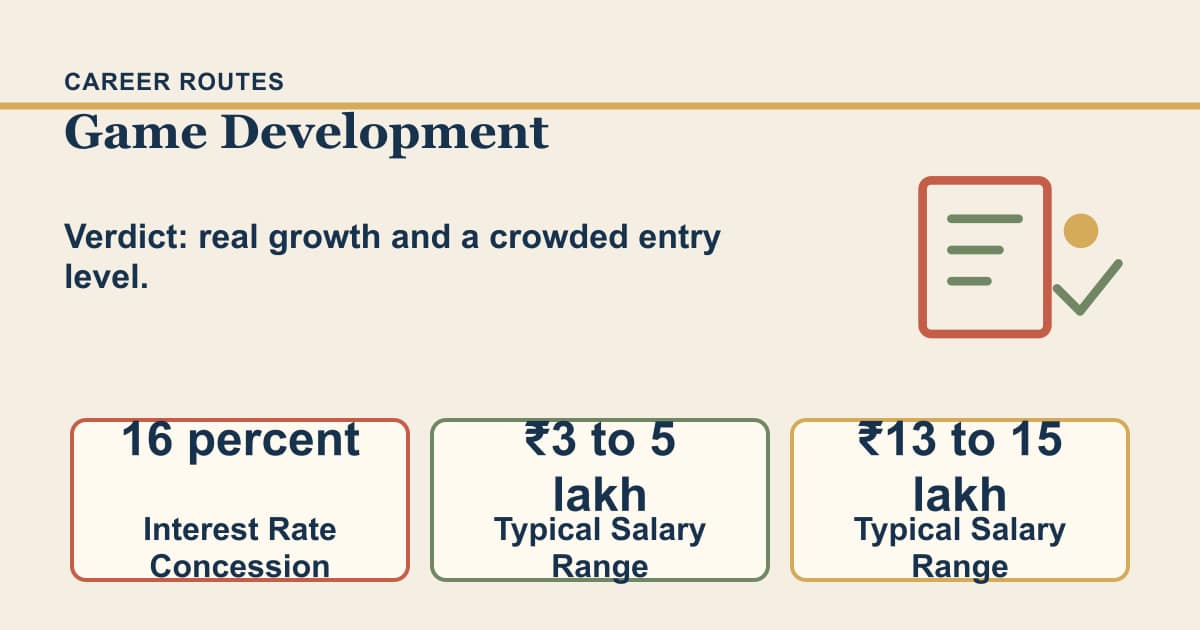 CAREER ROUTES
Game Development
Verdict: real growth and a crowded entry
level.
16 percent
Interest Rate
Concession
₹3 to 5
lakh
Typical Salary
Range
₹13 to 15
lakh
Typical Salary
Range